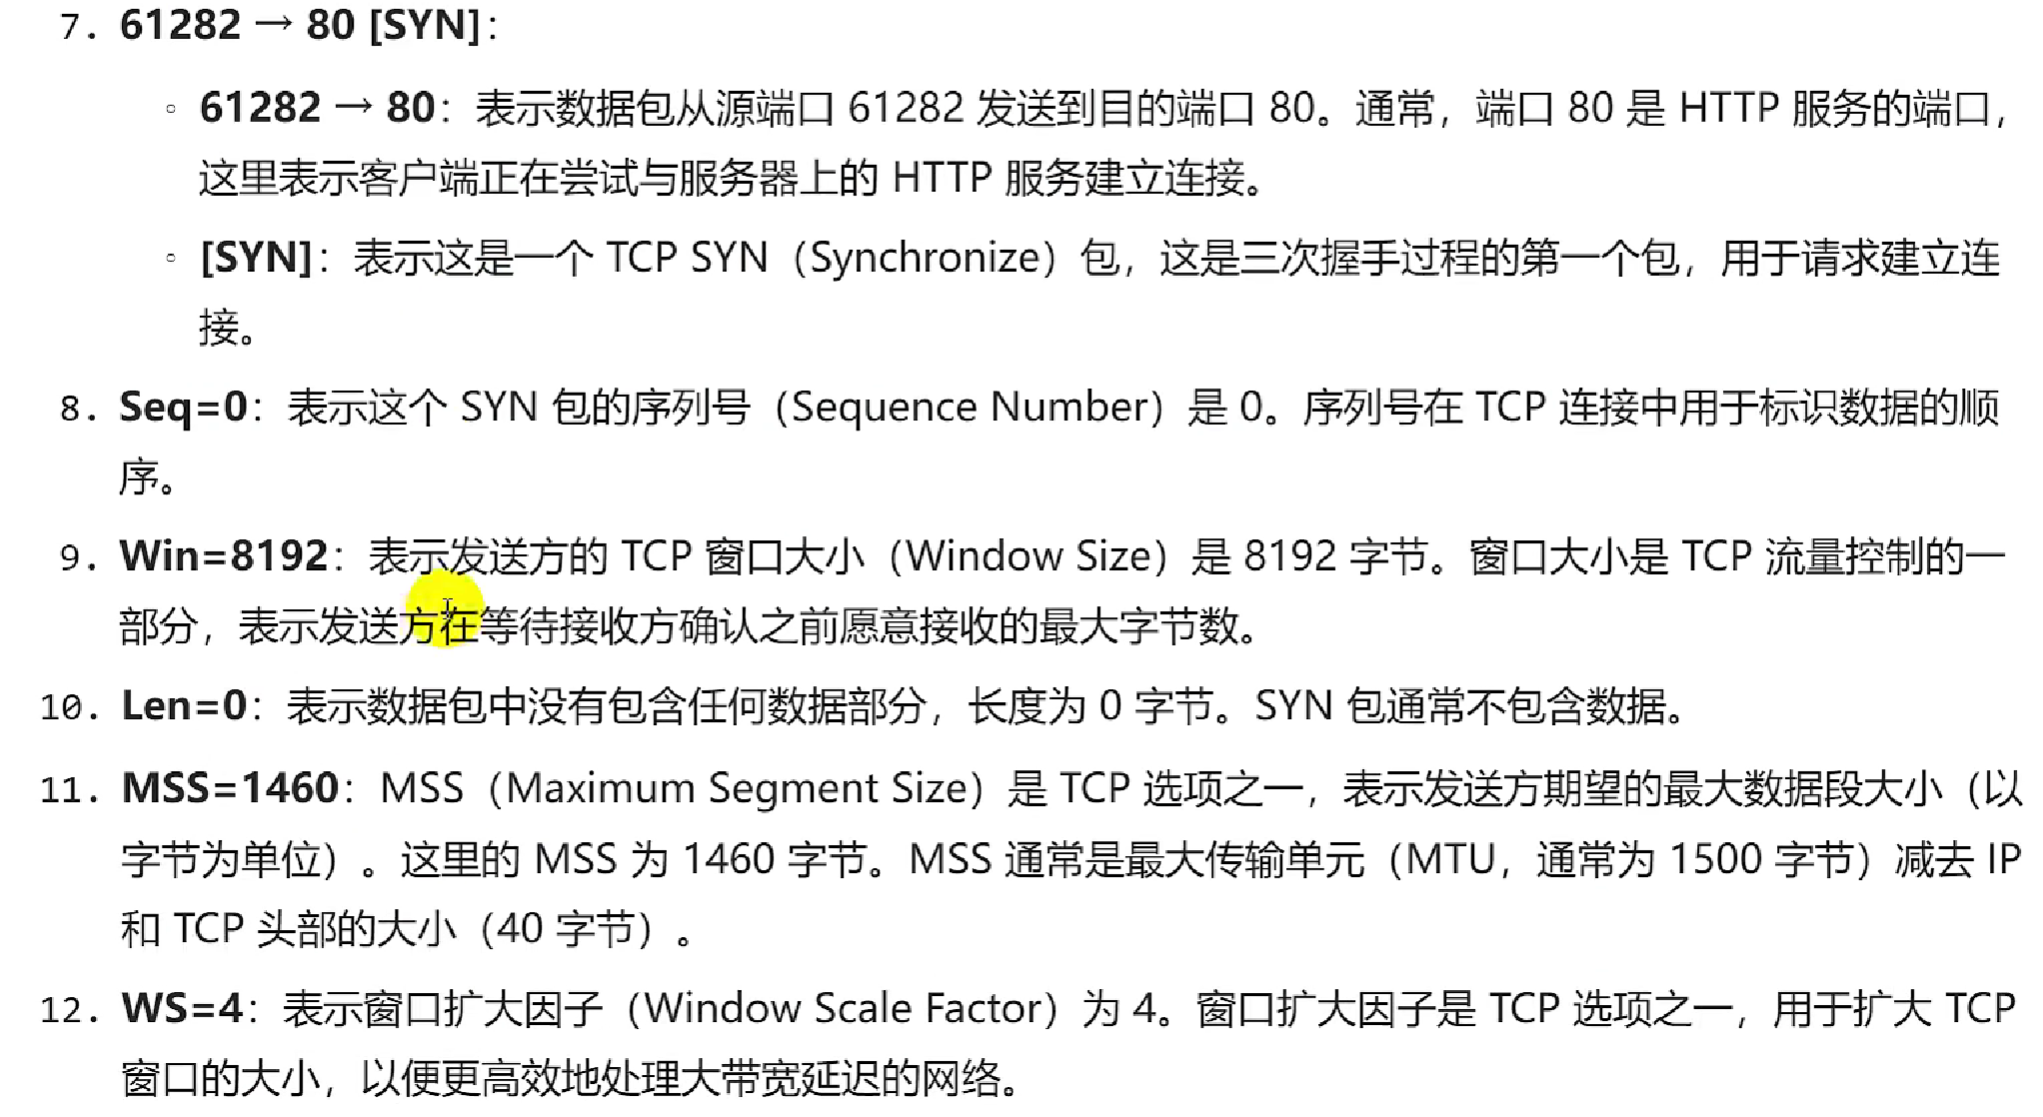 7. 61282 → 80 [SYN]：
◦ 61282 → 80：表示数据包从源端口 61282 发送到目的端口 80。通常，端口 80 是 HTTP 服务的端口，
这里表示客户端正在尝试与服务器上的 HTTP 服务建立连接。
◦ [SYN]：表示这是一个 TCP SYN（Synchronize）包，这是三次握手过程的第一个包，用于请求建立连
接。
8. Seq=0：表示这个 SYN 包的序列号（Sequence Number）是 0。序列号在 TCP 连接中用于标识数据的顺
序。
9. Win=8192：表示发送方的 TCP 窗口大小（Window Size）是 8192 字节。窗口大小是 TCP 流量控制的一
部分，表示发送方在等待接收方确认之前愿意接收的最大字节数。
10. Len=0：表示数据包中没有包含任何数据部分，长度为 0 字节。SYN 包通常不包含数据。
11. MSS=1460：MSS（Maximum Segment Size）是 TCP 选项之一，表示发送方期望的最大数据段大小（以
字节为单位）。这里的 MSS 为 1460 字节。MSS 通常是最大传输单元（MTU，通常为 1500 字节）减去 IP
和 TCP 头部的大小（40 字节）。
12. WS=4：表示窗口扩大因子（Window Scale Factor）为 4。窗口扩大因子是 TCP 选项之一，用于扩大 TCP
窗口的大小，以便更高效地处理大带宽延迟的网络。